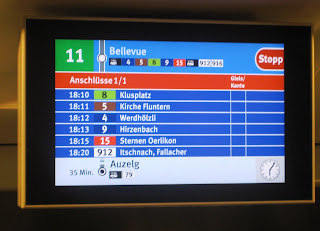 11 Bellevue Stopp
4 5 8 9 15 912/916
Anschlüsse 1/1 Gleis/
Kante
18:10 8 Klusplatz
18:11 5 Kirche Fluntern
18:12 4 Werdhölzli
18:13 9 Hirzenbach
18:15 15 Sternen Oerlikon
18:20 912 Itschnach, Fallacher
35 Min. Auzelg
79